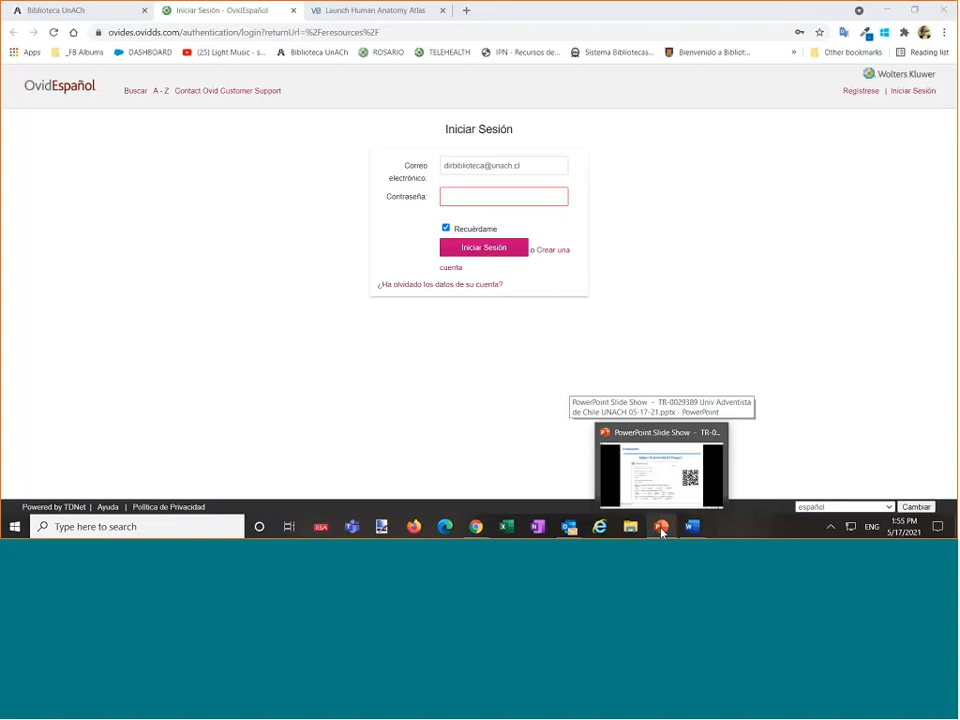 Biblioteca UnACh
Iniciar Sesión - OvidEspañol
Launch Human Anatomy Atlas
ovides.ovidds.com/authentication/login?returnUrl=%2Feresources%2F
Apps
_FB Albums
DASHBOARD
(25) Light Music - s...
Biblioteca UnACh
ROSARIO
TELEHEALTH
IPN - Recursos de...
Sistema Bibliotecas...
Bienvenido a Bibliot...
»
Other bookmarks
Reading list
OvidEspañol
Buscar A - Z Contact Ovid Customer Support
Wolters Kluwer
Regístrese | Iniciar Sesión
Iniciar Sesión
Correo
electrónico:
dirbiblioteca@unach.cl
Contraseña:
Recuérdame
Iniciar Sesión
o Crear una
cuenta
¿Ha olvidado los datos de su cuenta?
PowerPoint Slide Show - TR-0029389 Univ Adventista
de Chile UNACH 05-17-21.pptx - PowerPoint
PowerPoint Slide Show - TR-0...
Powered by TDNet | Ayuda | Política de Privacidad
español
Cambiar
Type here to search
RSA
ENG
1:55 PM
5/17/2021